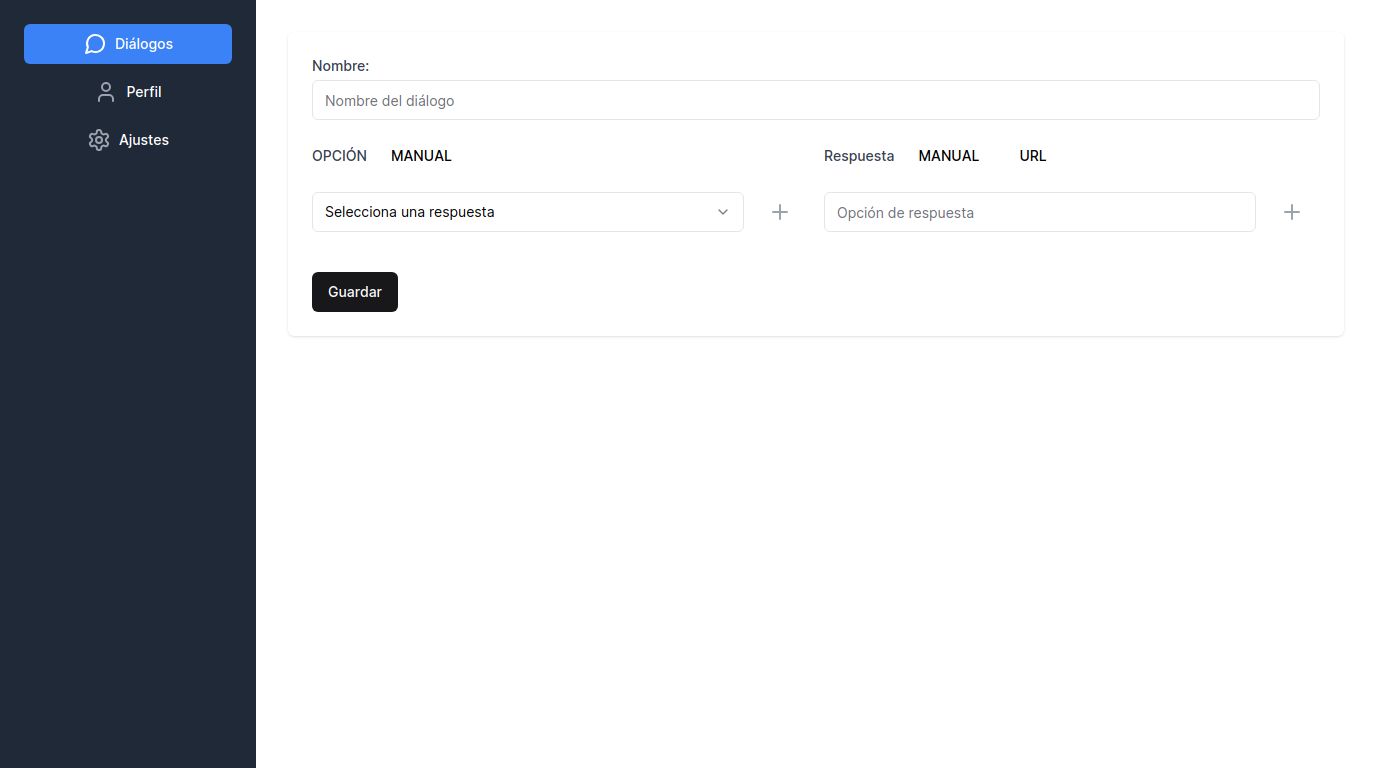 Diálogos
Perfil
Ajustes
Nombre:
Nombre del diálogo
OPCIÓN MANUAL
Respuesta MANUAL URL
Selecciona una respuesta
Opción de respuesta
Guardar